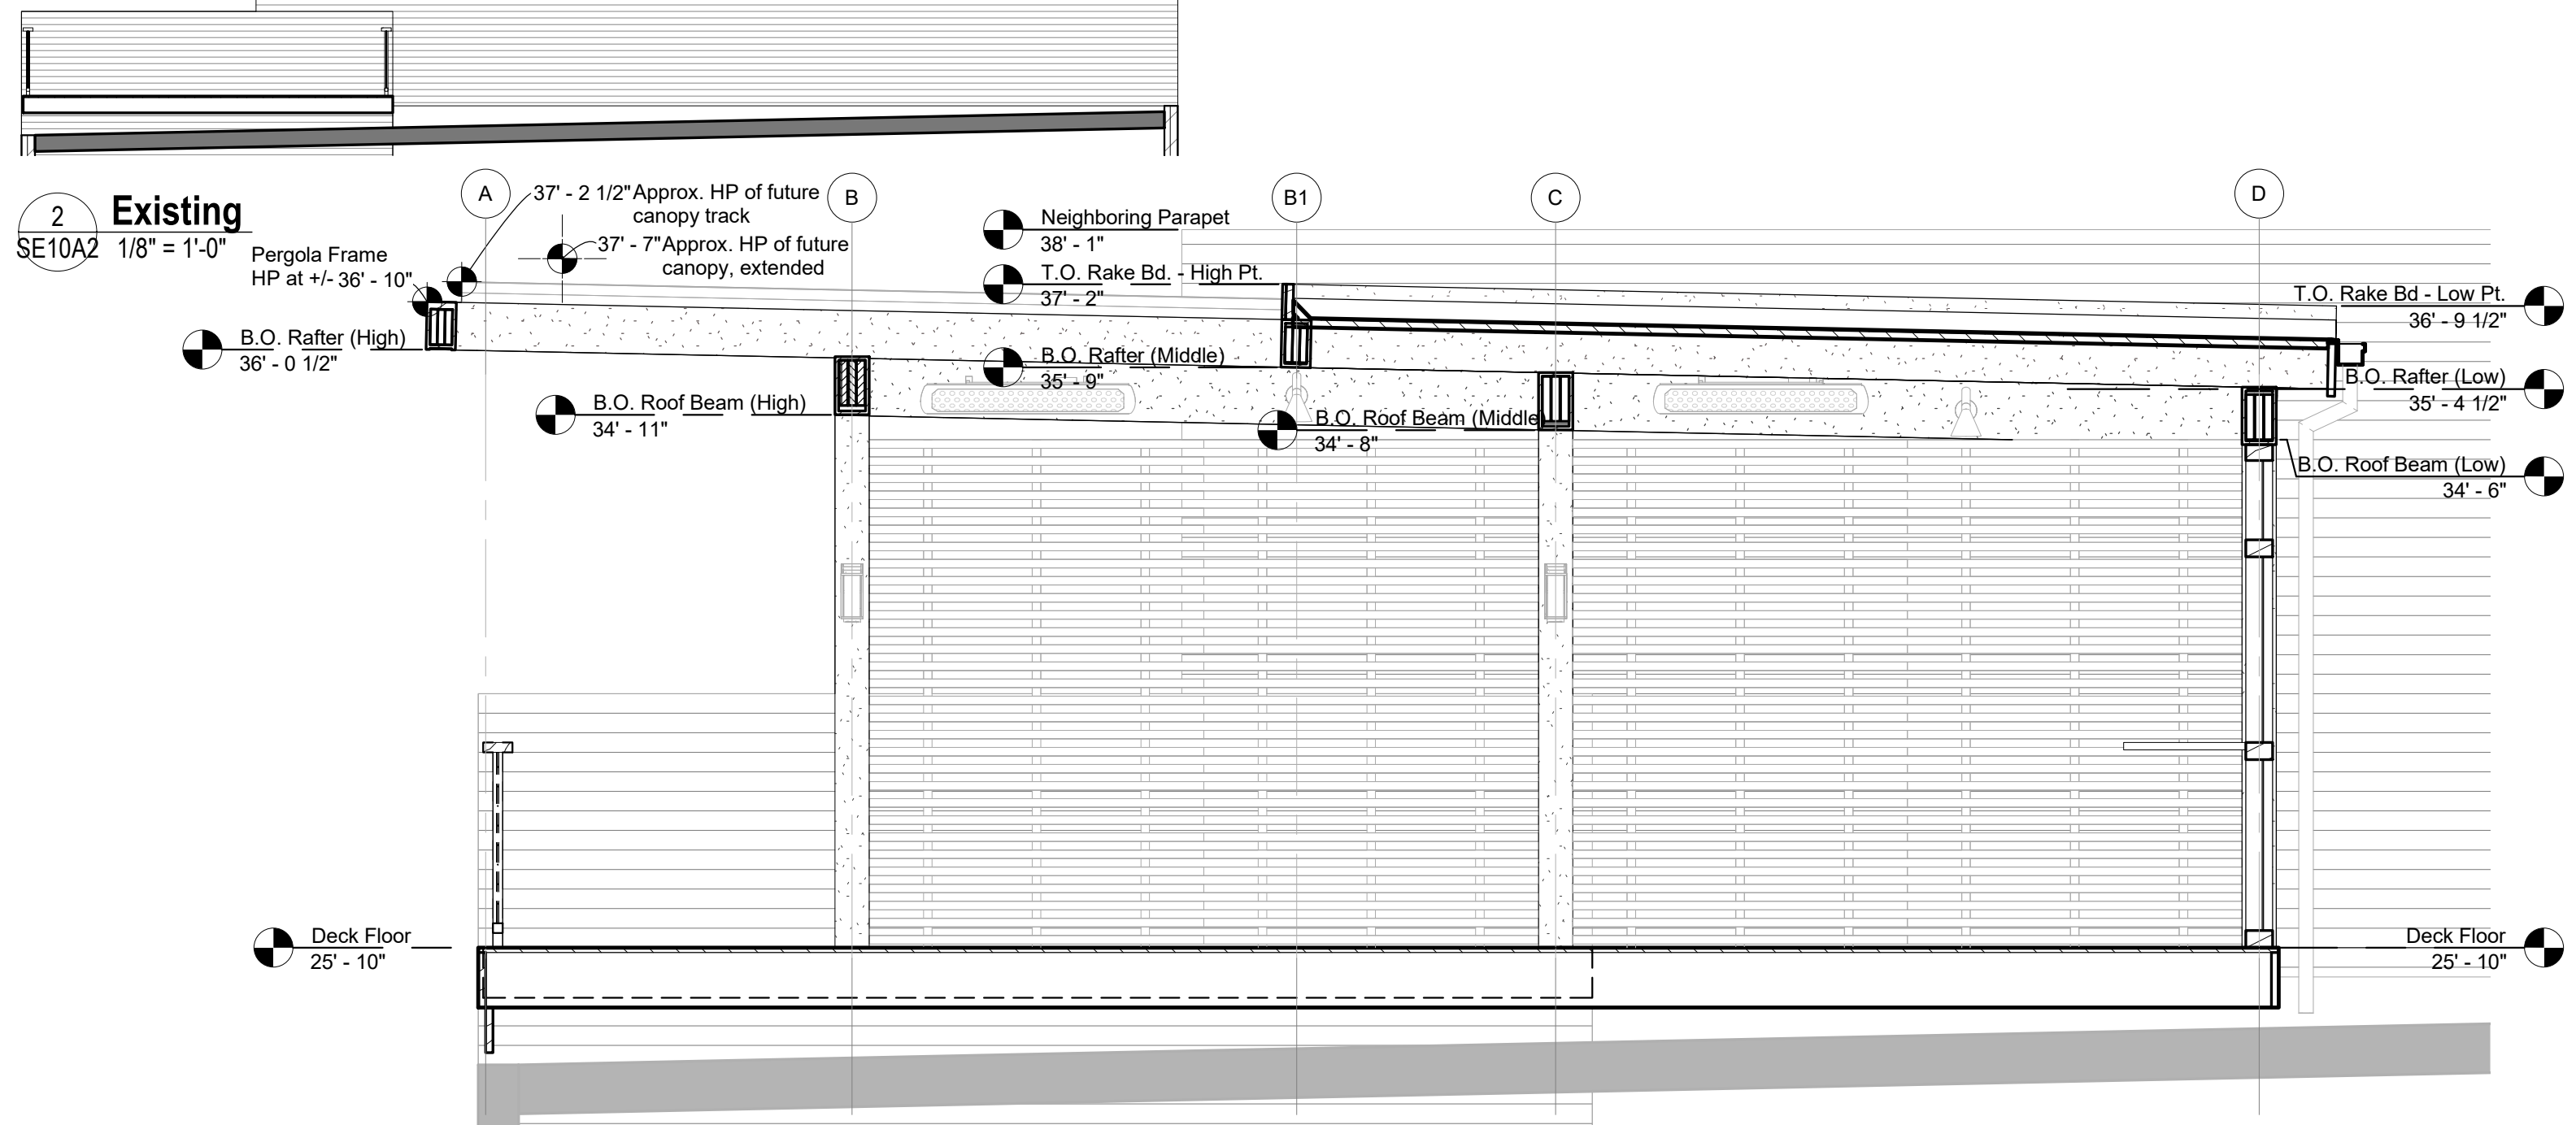 2
Existing
SE10A2
1/8" = 1'-0"
A
B
B1
C
D
37' - 2 1/2" Approx. HP of future
canopy track
37' - 7" Approx. HP of future
canopy, extended
Pergola Frame
HP at +/- 36' - 10"
Neighboring Parapet
38' - 1"
T.O. Rake Bd. - High Pt.
37' - 2"
T.O. Rake Bd - Low Pt.
36' - 9 1/2"
B.O. Rafter (High)
36' - 0 1/2"
B.O. Rafter (Middle)
35' - 9"
B.O. Rafter (Low)
35' - 4 1/2"
B.O. Roof Beam (High)
34' - 11"
B.O. Roof Beam (Middle)
34' - 8"
B.O. Roof Beam (Low)
34' - 6"
Deck Floor
25' - 10"
Deck Floor
25' - 10"